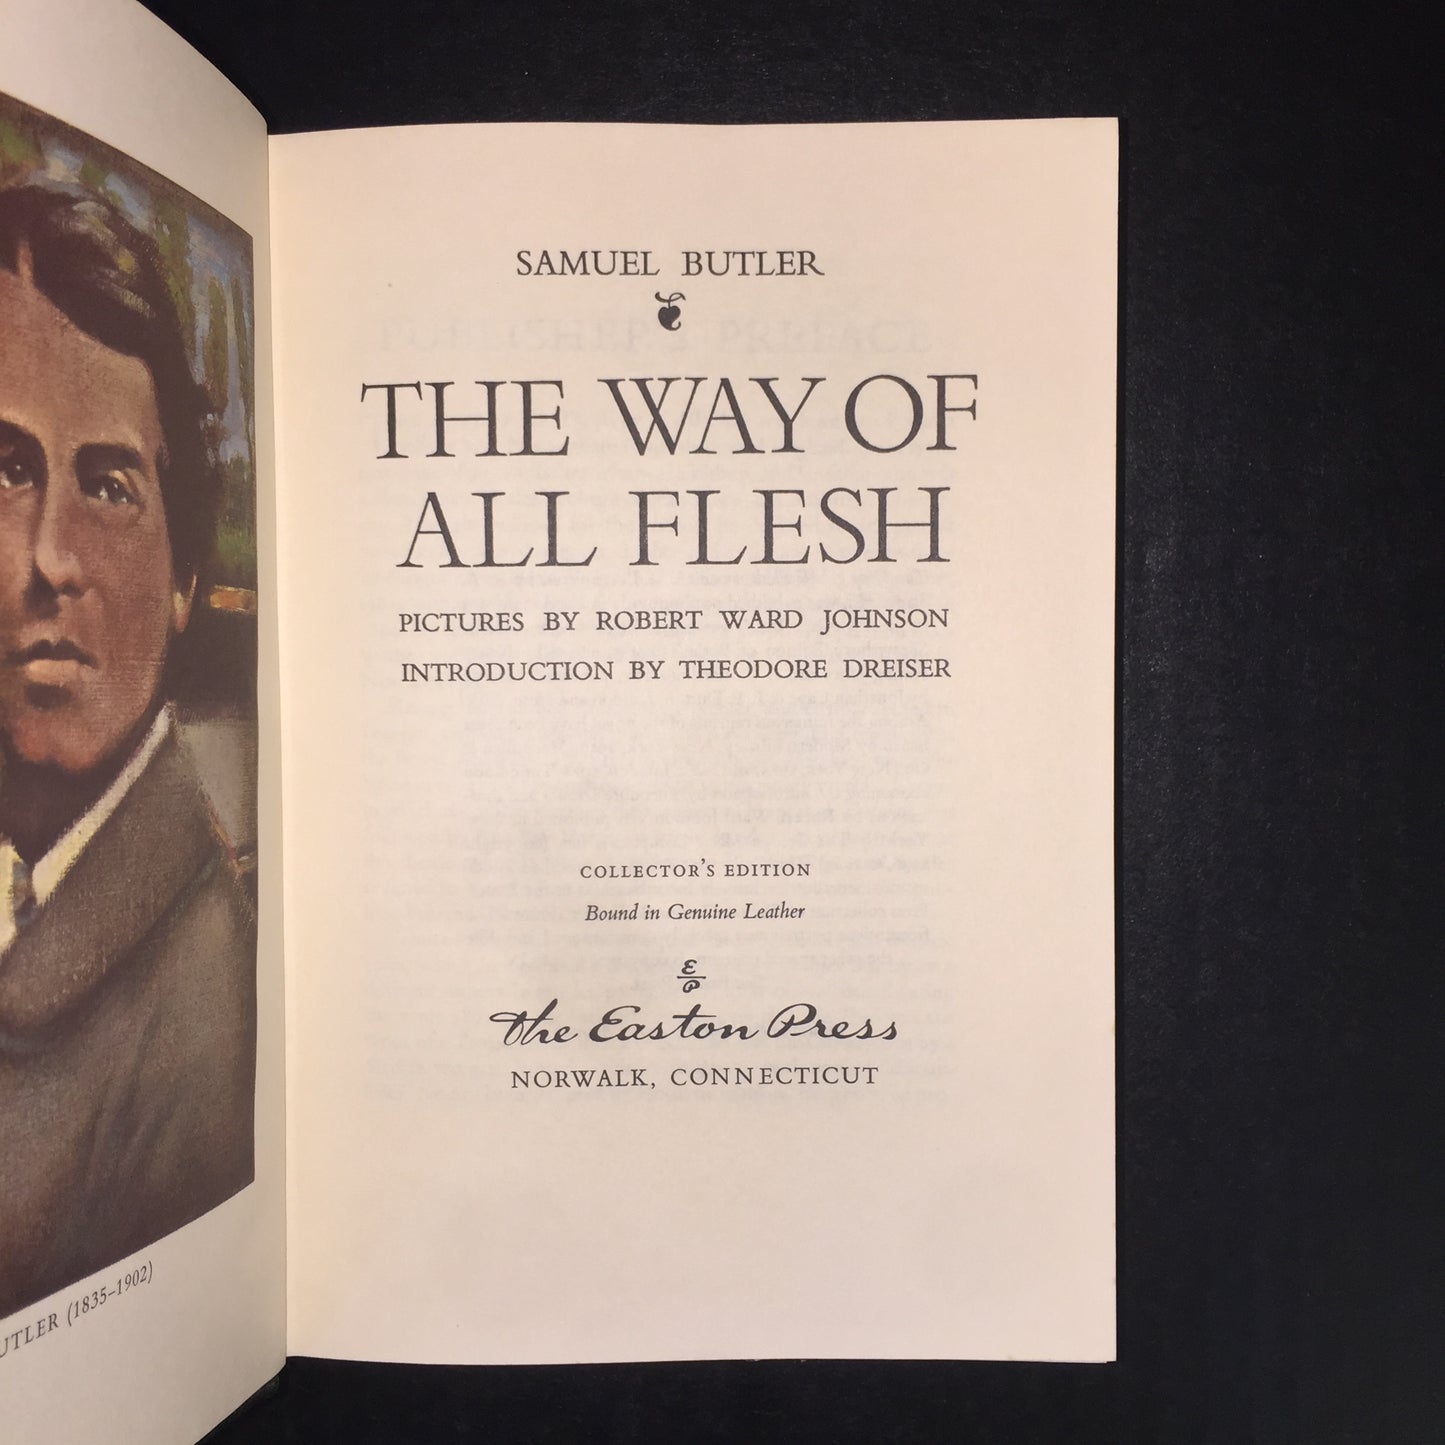 SAMUEL BUTLER
THE WAY OF
ALL FLESH
PICTURES BY ROBERT WARD JOHNSON
INTRODUCTION BY THEODORE DREISER
COLLECTOR'S EDITION
Bound in Genuine Leather
E
P
The Easton Press
NORWALK, CONNECTICUT
(1835–1902)